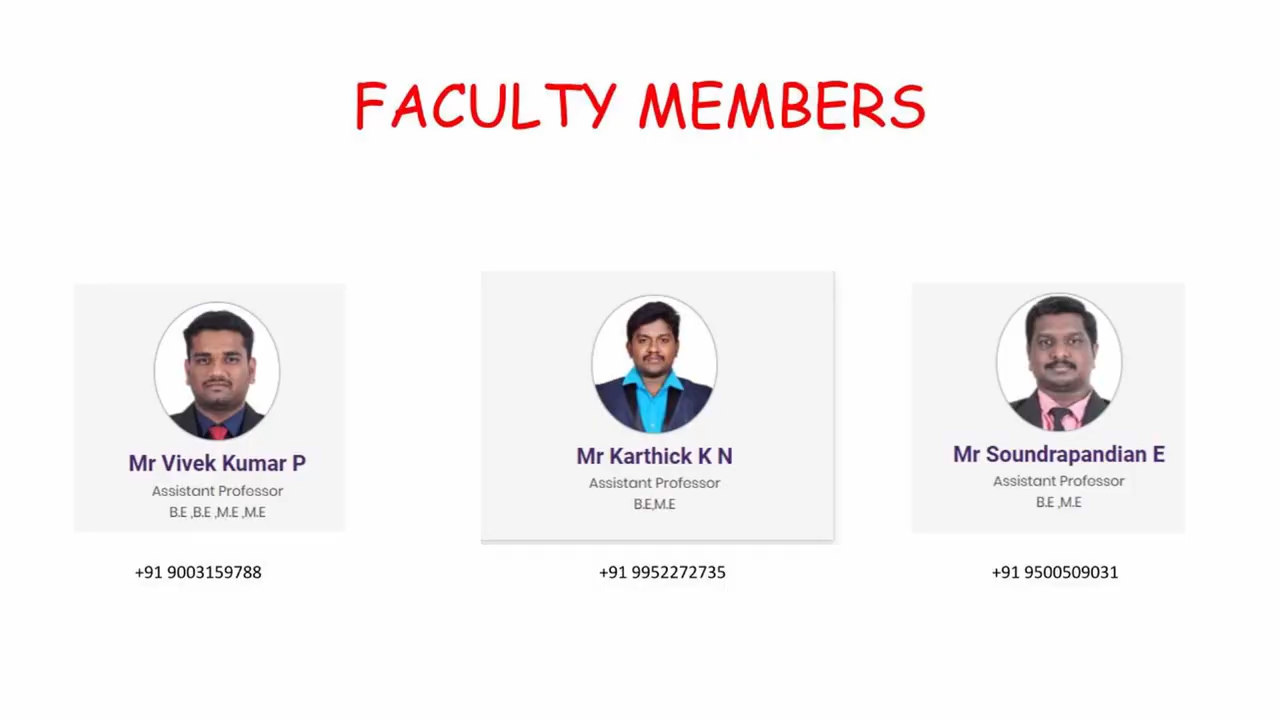 FACULTY MEMBERS
Mr Vivek Kumar P
Assistant Professor
B.E ,B.E ,M.E ,M.E
+91 9003159788
Mr Karthick K N
Assistant Professor
B.E,M.E
+91 9952272735
Mr Soundrapandian E
Assistant Professor
B.E ,M.E
+91 9500509031